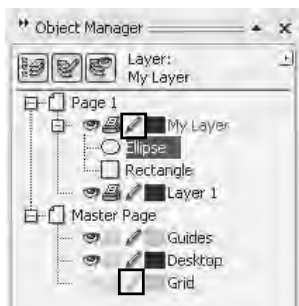 Object Manager
Layer:
My Layer
Page 1
My Layer
Ellipse
Rectangle
Layer 1
Master Page
Guides
Desktop
Grid